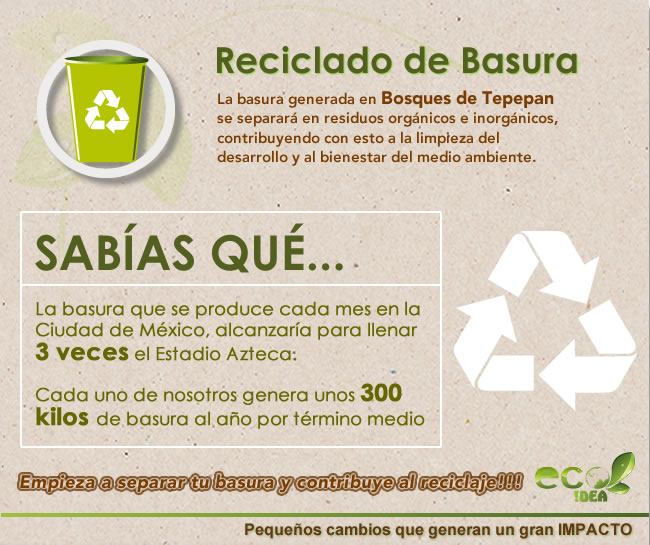 Reciclado de Basura
La basura generada en Bosques de Tepepan
se separará en residuos orgánicos e inorgánicos,
contribuyendo con esto a la limpieza del
desarrollo y al bienestar del medio ambiente.
SABÍAS QUÉ...
La basura que se produce cada mes en la
Ciudad de México, alcanzaría para llenar
3 veces el Estadio Azteca.
Cada uno de nosotros genera unos 300
kilos de basura al año por término medio
Empieza a separar tu basura y contribuye al reciclaje!!!
eco
IDEA
Pequeños cambios que generan un gran IMPACTO